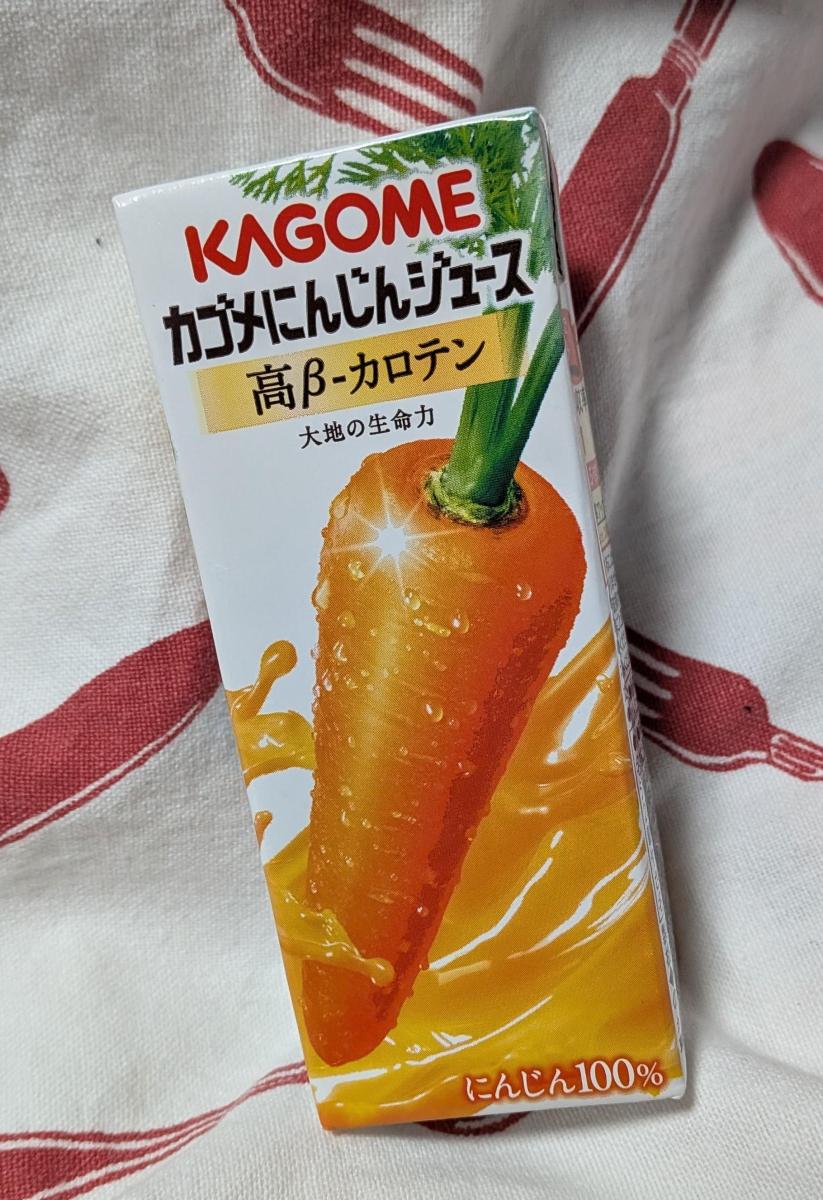 KAGOME
カゴメにんじんジュース
高β-カロテン
大地の生命力
にんじん100%